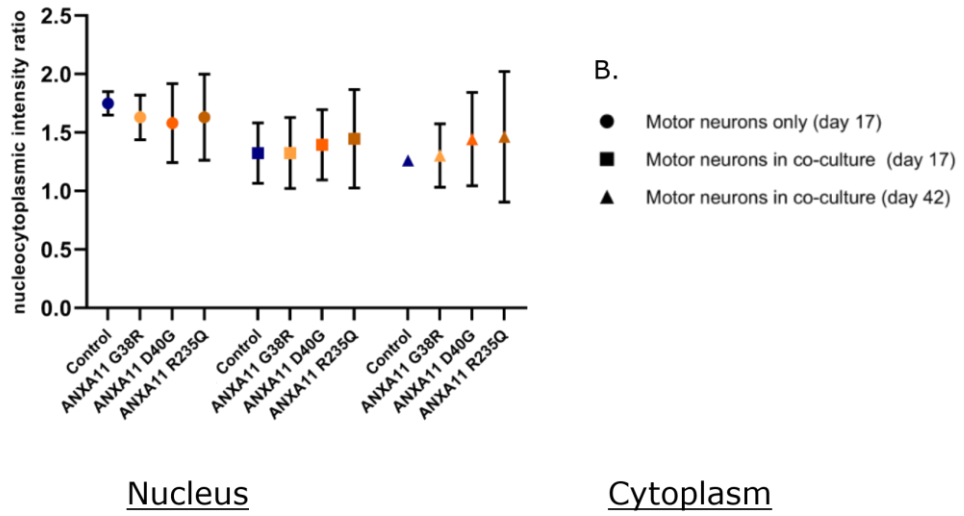 nucleocytoplasmic intensity ratio
2.5
2.0
1.5
1.0
0.5
0.0
Control
ANXA11 G38R
ANXA11 D40G
ANXA11 R235Q
Control
ANXA11 G38R
ANXA11 D40G
ANXA11 R235Q
Control
ANXA11 G38R
ANXA11 D40G
ANXA11 R235Q
B.
Motor neurons only (day 17)
Motor neurons in co-culture (day 17)
Motor neurons in co-culture (day 42)
Nucleus
Cytoplasm